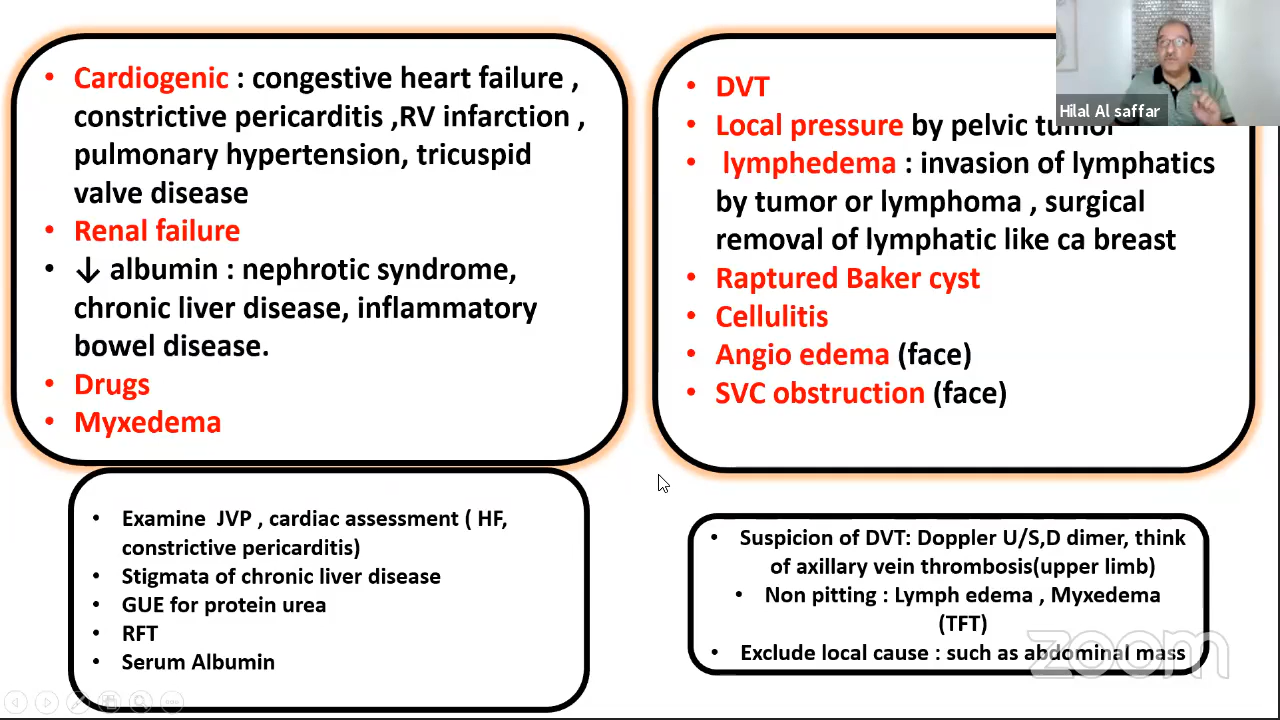 • Cardiogenic : congestive heart failure ,
constrictive pericarditis ,RV infarction ,
pulmonary hypertension, tricuspid
valve disease
• Renal failure
• ↓ albumin : nephrotic syndrome,
chronic liver disease, inflammatory
bowel disease.
• Drugs
• Myxedema
• Examine JVP , cardiac assessment ( HF,
constrictive pericarditis)
• Stigmata of chronic liver disease
• GUE for protein urea
• RFT
• Serum Albumin
Hilal Al saffar
• DVT
• Local pressure by pelvic tumor
• lymphedema : invasion of lymphatics
by tumor or lymphoma , surgical
removal of lymphatic like ca breast
• Raptured Baker cyst
• Cellulitis
• Angio edema (face)
• SVC obstruction (face)
• Suspicion of DVT: Doppler U/S,D dimer, think
of axillary vein thrombosis(upper limb)
• Non pitting : Lymph edema , Myxedema
(TFT)
• Exclude local cause : such as abdominal mass
zoom